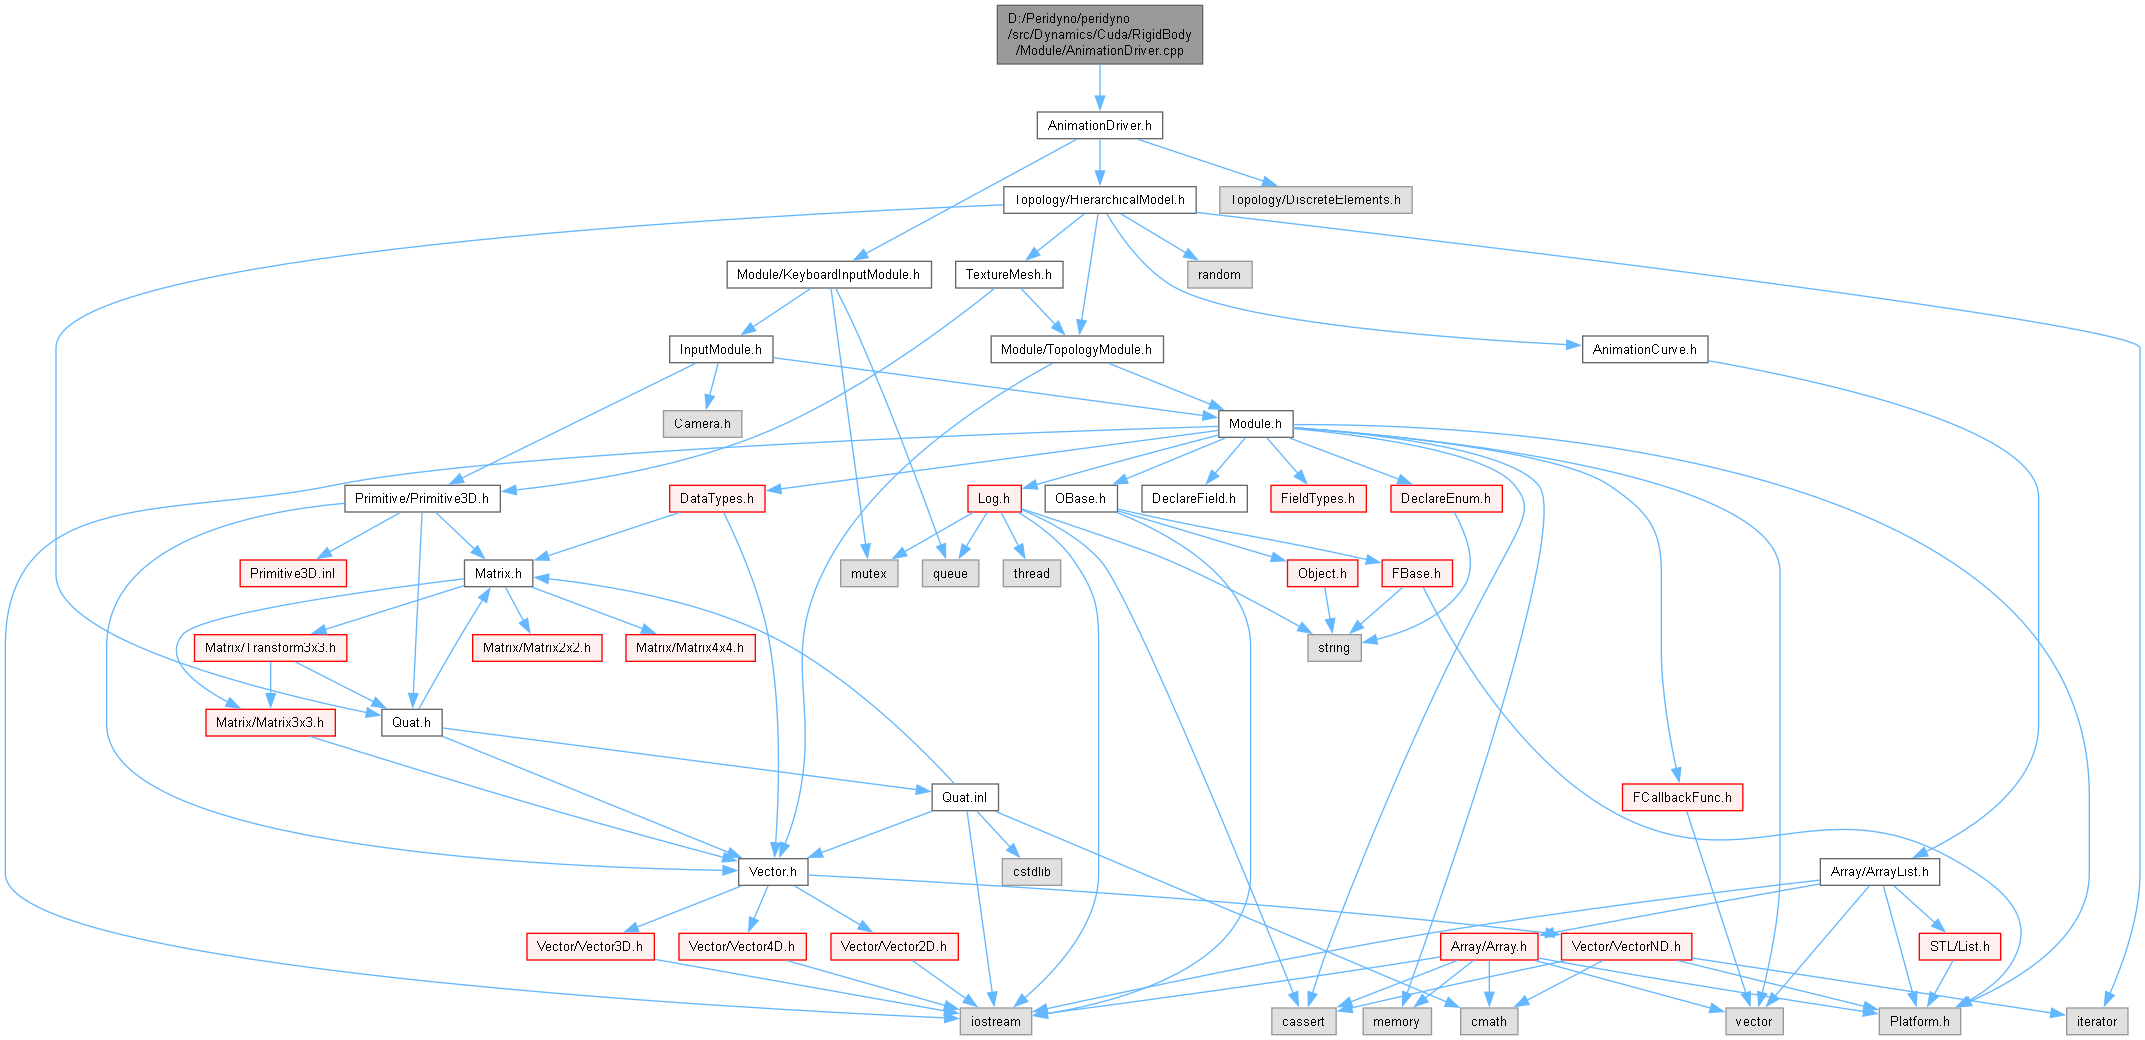 D:/Peridyno/peridyno
/src/Dynamics/Cuda/RigidBody
/Module/AnimationDriver.cpp
AnimationDriver.h
Topology/HierarchicalModel.h
Topology/DiscreteElements.h
Module/KeyboardInputModule.h
TextureMesh.h
random
InputModule.h
Module/TopologyModule.h
AnimationCurve.h
Camera.h
Module.h
Primitive/Primitive3D.h
DataTypes.h
Log.h
OBase.h
DeclareField.h
FieldTypes.h
DeclareEnum.h
Primitive3D.inl
Matrix.h
mutex
queue
thread
Object.h
FBase.h
Matrix/Transform3x3.h
Matrix/Matrix2x2.h
Matrix/Matrix4x4.h
string
Matrix/Matrix3x3.h
Quat.h
Quat.inl
FCallbackFunc.h
Vector.h
cstdlib
Array/ArrayList.h
Vector/Vector3D.h
Vector/Vector4D.h
Vector/Vector2D.h
Array/Array.h
Vector/VectorND.h
STL/List.h
iostream
cassert
memory
cmath
vector
Platform.h
iterator